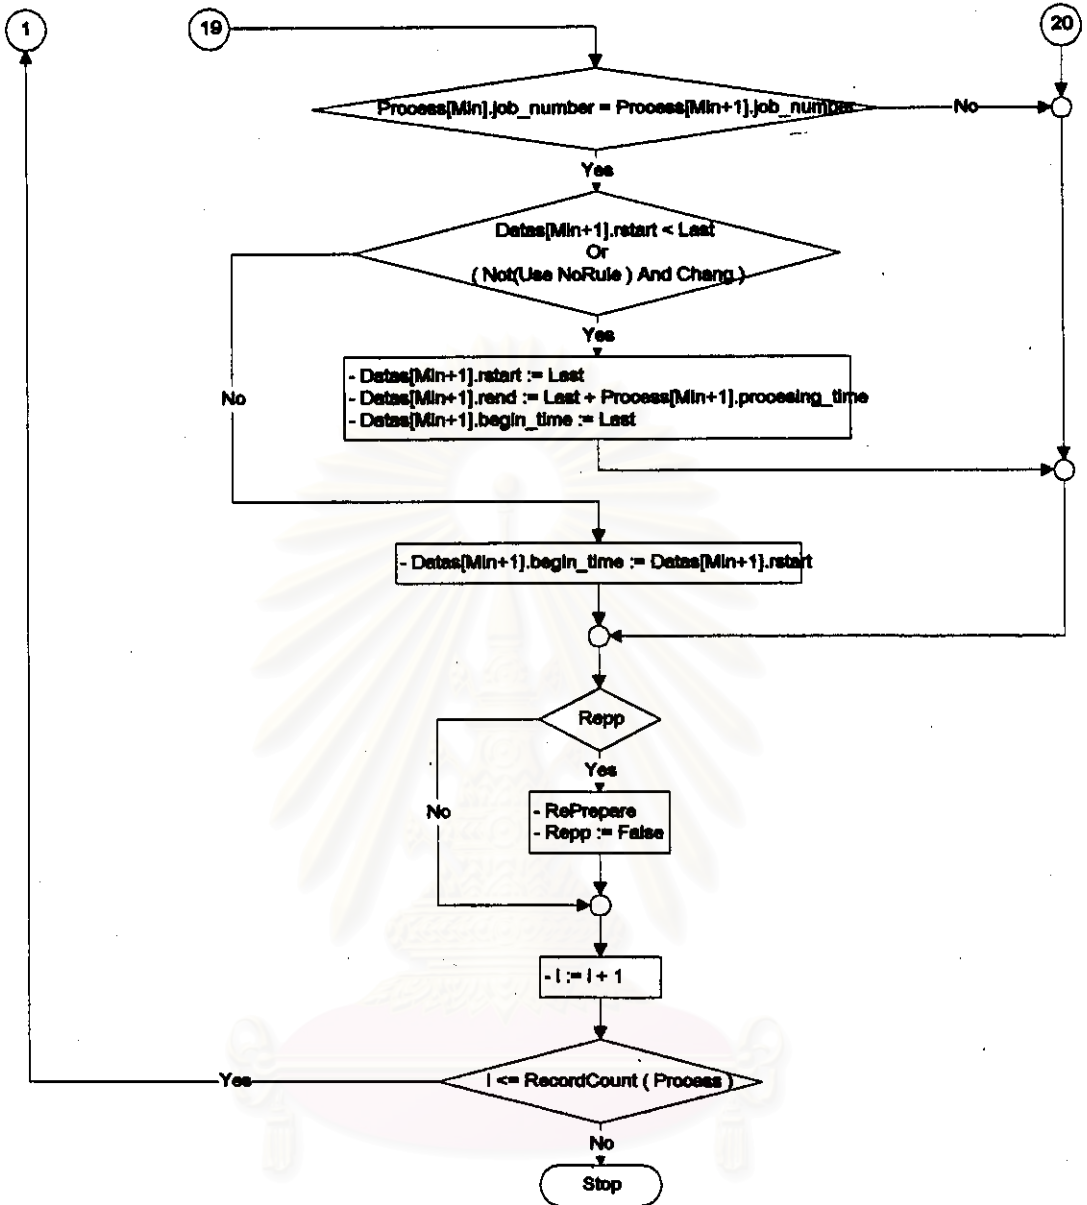 1
19
20
Process[Min].job_number = Process[Min+1].job_number
No
Yes
Datas[Min+1].rstart < Last
Or
( Not(Use NoRule ) And Chang )
Yes
No
- Datas[Min+1].rstart := Last
- Datas[Min+1].rend := Last + Process[Min+1].procesing_time
- Datas[Min+1].begin_time := Last
- Datas[Min+1].begin_time := Datas[Min+1].rstart
Repp
Yes
No
- RePrepare
- Repp := False
- I := I + 1
I <= RecordCount ( Process )
Yes
No
Stop